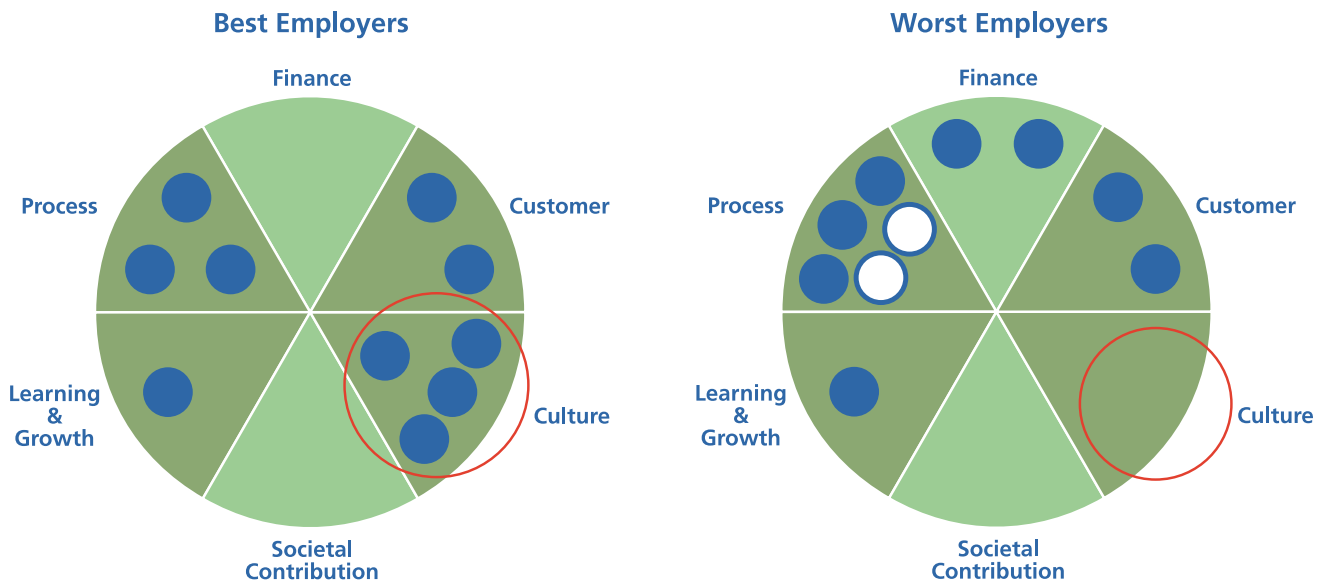 Best Employers
Finance
Process
Customer
Learning
&
Growth
Culture
Societal
Contribution
Worst Employers
Finance
Process
Customer
Learning
&
Growth
Culture
Societal
Contribution